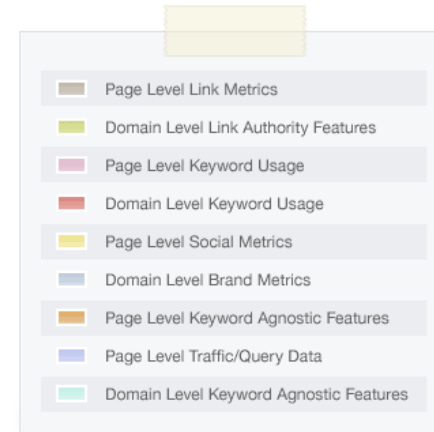 Page Level Link Metrics
Domain Level Link Authority Features
Page Level Keyword Usage
Domain Level Keyword Usage
Page Level Social Metrics
Domain Level Brand Metrics
Page Level Keyword Agnostic Features
Page Level Traffic/Query Data
Domain Level Keyword Agnostic Features